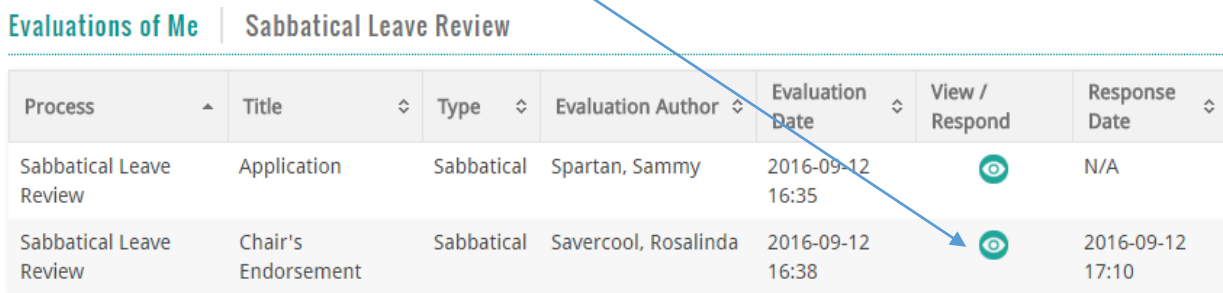 Evaluations of Me | Sabbatical Leave Review
Process Title Type Evaluation Author Evaluation Date View / Respond Response Date
Sabbatical Leave Review Application Sabbatical Spartan, Sammy 2016-09-12 16:35 N/A
Sabbatical Leave Review Chair's Endorsement Sabbatical Savercool, Rosalinda 2016-09-12 16:38 2016-09-12 17:10